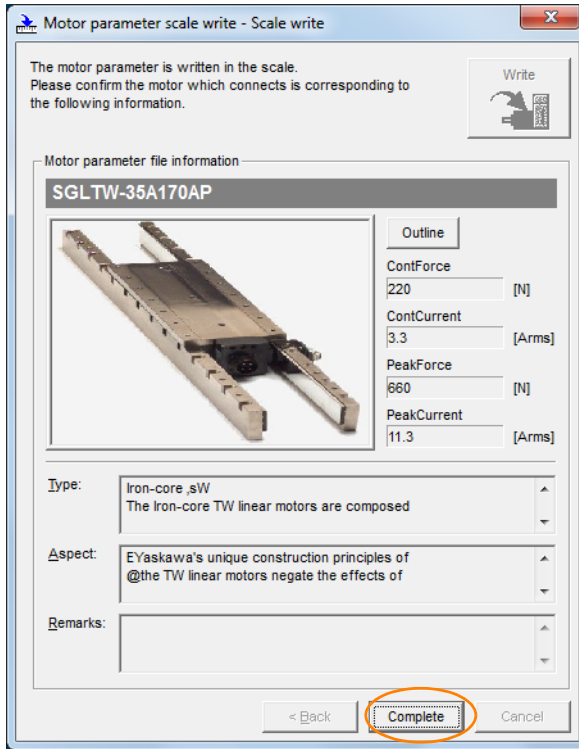 Motor parameter scale write - Scale write
The motor parameter is written in the scale.
Please confirm the motor which connects is corresponding to
the following information.
Write
Motor parameter file information
SGLTW-35A170AP
Outline
ContForce
220 [N]
ContCurrent
3.3 [Arms]
PeakForce
660 [N]
PeakCurrent
11.3 [Arms]
Type:
Iron-core ,sW
The Iron-core TW linear motors are composed
Aspect:
EYaskawa's unique construction principles of
@the TW linear motors negate the effects of
Remarks:
< Back
Complete
Cancel